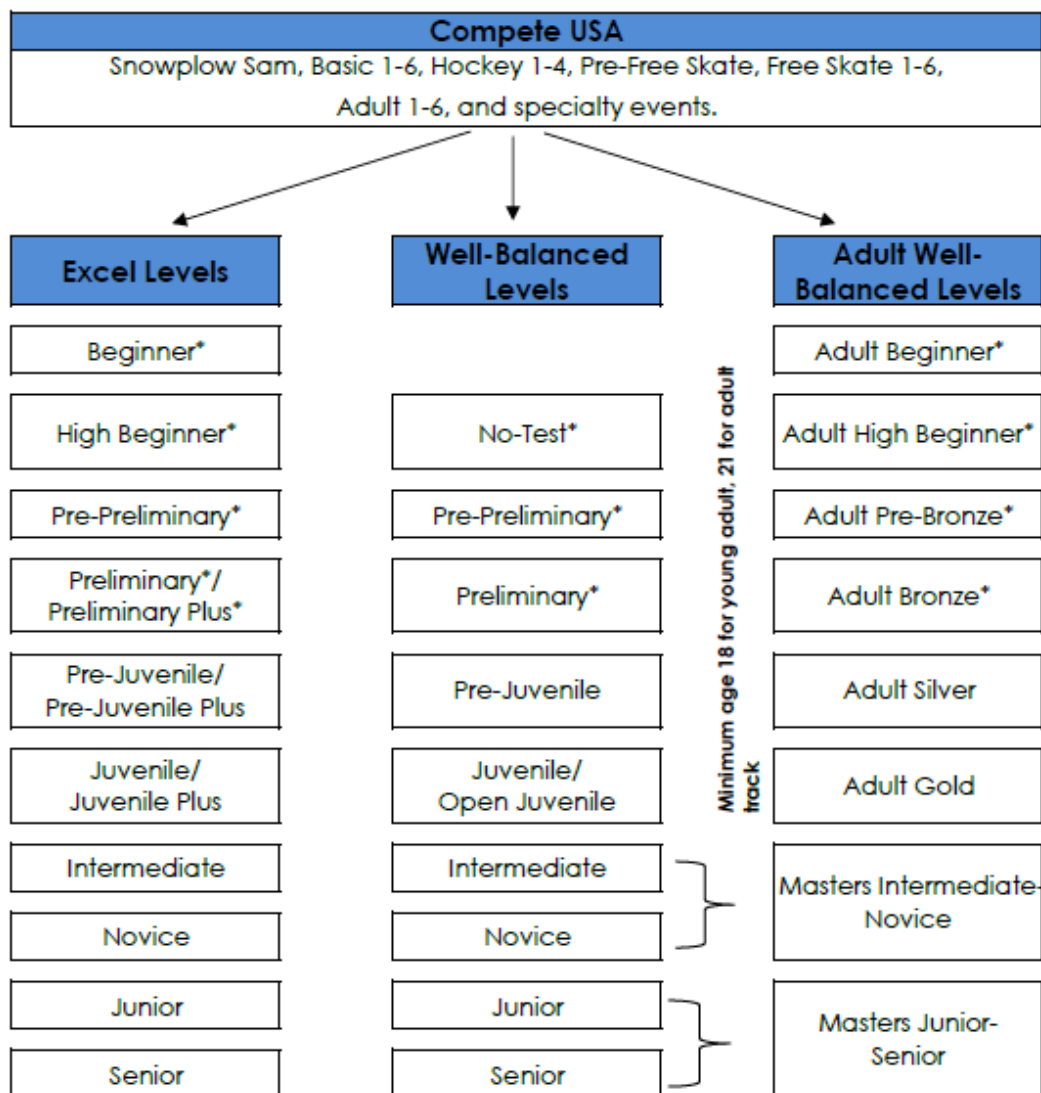 Compete USA
Snowplow Sam, Basic 1-6, Hockey 1-4, Pre-Free Skate, Free Skate 1-6,
Adult 1-6, and specialty events.
Excel Levels
Beginner*
High Beginner*
Pre-Preliminary*
Preliminary*/
Preliminary Plus*
Pre-Juvenile/
Pre-Juvenile Plus
Juvenile/
Juvenile Plus
Intermediate
Novice
Junior
Senior
Well-Balanced
Levels
No-Test*
Pre-Preliminary*
Preliminary*
Pre-Juvenile
Juvenile/
Open Juvenile
Intermediate
Novice
Junior
Senior
Minimum age 18 for young adult, 21 for adult
track
Adult Well-
Balanced Levels
Adult Beginner*
Adult High Beginner*
Adult Pre-Bronze*
Adult Bronze*
Adult Silver
Adult Gold
Masters Intermediate-
Novice
Masters Junior-
Senior